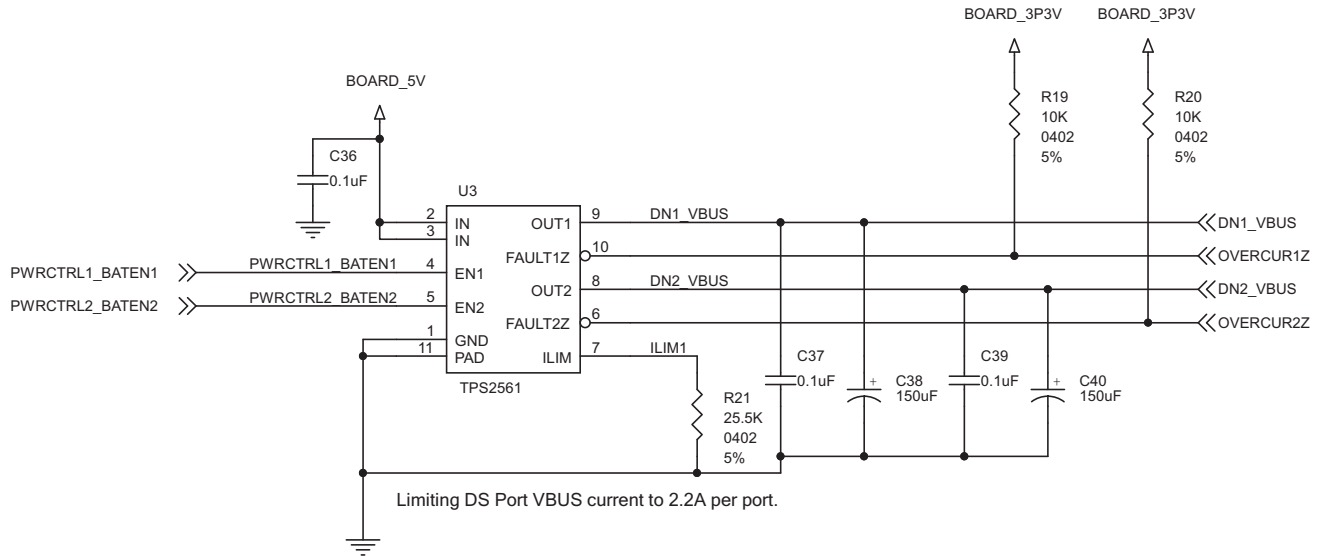 BOARD_3P3V
BOARD_3P3V
BOARD_5V
R19
10K
0402
5%
R20
10K
0402
5%
C36
0.1uF
U3
2
IN
3
IN
4
EN1
5
EN2
1
GND
11
PAD
OUT1
9
FAULT1Z
10
OUT2
8
FAULT2Z
6
ILIM
7
TPS2561
PWRCTRL1_BATEN1
PWRCTRL1_BATEN1
PWRCTRL2_BATEN2
PWRCTRL2_BATEN2
DN1_VBUS
DN1_VBUS
OVERCUR1Z
DN2_VBUS
DN2_VBUS
OVERCUR2Z
ILIM1
R21
25.5K
0402
5%
C37
0.1uF
+
C38
150uF
C39
0.1uF
+
C40
150uF
Limiting DS Port VBUS current to 2.2A per port.